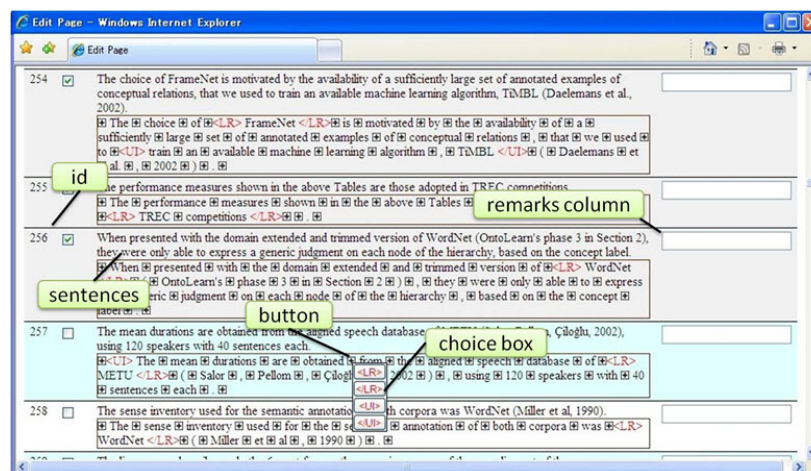 Edit Page - Windows Internet Explorer
Edit Page
254 The choice of FrameNet is motivated by the availability of a sufficiently large set of annotated examples of
conceptual relations, that we used to train an available machine learning algorithm, TiMBL (Daelemans et al.,
2002).
⊞ The ⊞ choice ⊞ of ⊞<LR> FrameNet </LR>⊞ is ⊞ motivated ⊞ by ⊞ the ⊞ availability ⊞ of ⊞ a ⊞
sufficiently ⊞ large ⊞ set ⊞ of ⊞ annotated ⊞ examples ⊞ of ⊞ conceptual ⊞ relations ⊞ , ⊞ that ⊞ we ⊞ used ⊞
to ⊞<UI> train ⊞ an ⊞ available ⊞ machine ⊞ learning ⊞ algorithm ⊞ , ⊞ TiMBL </UI>⊞ ( ⊞ Daelemans ⊞ et
al. ⊞ , ⊞ 2002 ⊞ ) ⊞ . ⊞
id
255 The performance measures shown in the above Tables are those adopted in TREC competitions.
⊞ The ⊞ performance ⊞ measures ⊞ shown ⊞ in ⊞ the ⊞ above ⊞ Tables ⊞
⊞<LR> TREC ⊞ competitions </LR>⊞ ⊞ . ⊞
remarks column
256 When presented with the domain extended and trimmed version of WordNet (OntoLearn's phase 3 in Section 2),
they were only able to express a generic judgment on each node of the hierarchy, based on the concept label.
⊞ When ⊞ presented ⊞ with ⊞ the ⊞ domain ⊞ extended ⊞ and ⊞ trimmed ⊞ version ⊞ of ⊞<LR> WordNet
( ⊞ OntoLearn's ⊞ phase ⊞ 3 ⊞ in ⊞ Section ⊞ 2 ⊞ ) ⊞ , ⊞ they ⊞ were ⊞ only ⊞ able ⊞ to ⊞ express
⊞ judgment ⊞ on ⊞ each ⊞ node ⊞ of ⊞ the ⊞ hierarchy ⊞ , ⊞ based ⊞ on ⊞ the ⊞ concept ⊞
label ⊞ . ⊞
sentences
button
257 The mean durations are obtained from the aligned speech database Çiloğlu, 2002),
using 120 speakers with 40 sentences each.
choice box
⊞<UI> The ⊞ mean ⊞ durations ⊞ are ⊞ obtained ⊞ from ⊞ the ⊞ aligned ⊞ speech ⊞ database ⊞ of ⊞<LR>
METU </LR>⊞ ( ⊞ Salor ⊞ , ⊞ Pellom ⊞ , ⊞ 2002 ⊞ ) ⊞ , ⊞ using ⊞ 120 ⊞ speakers ⊞ with ⊞ 40
⊞ sentences ⊞ each ⊞ . ⊞
<LR>
</LR>
<UI>
</UI>
258 The sense inventory used for the semantic corpora was WordNet (Miller et al, 1990).
⊞ The ⊞ sense ⊞ inventory ⊞ used ⊞ for ⊞ the ⊞ annotation ⊞ of ⊞ both ⊞ corpora ⊞ was ⊞<LR>
WordNet </LR>⊞ ( ⊞ Miller ⊞ et ⊞ al ⊞ , ⊞ 1990 ⊞ ) ⊞ . ⊞